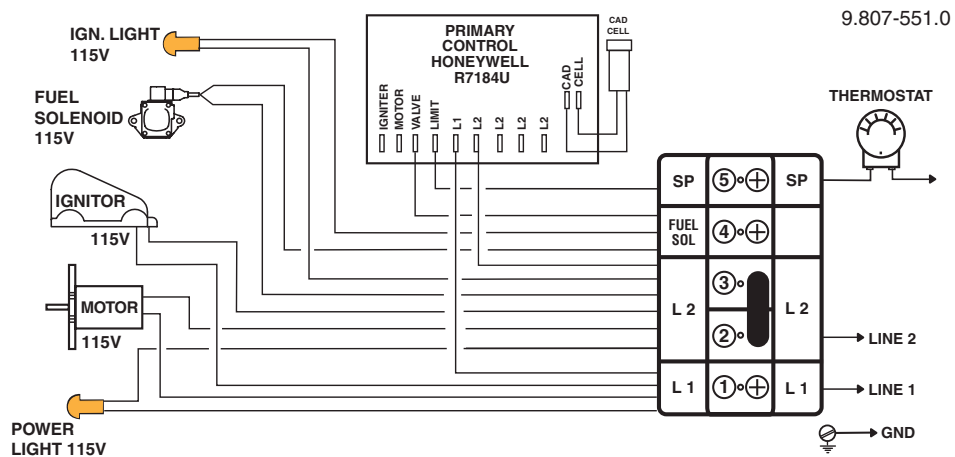 9.807-551.0
IGN. LIGHT
115V
FUEL
SOLENOID
115V
IGNITOR
115V
MOTOR
115V
POWER
LIGHT 115V
PRIMARY
CONTROL
HONEYWELL
R7184U
IGNITER
MOTOR
VALVE
LIMIT
L1
L2
L2
L2
L2
CAD
CELL
CAD
CELL
THERMOSTAT
SP
5
SP
FUEL
SOL
4
L 2
3
2
L 2
L 1
1
L 1
LINE 2
LINE 1
GND